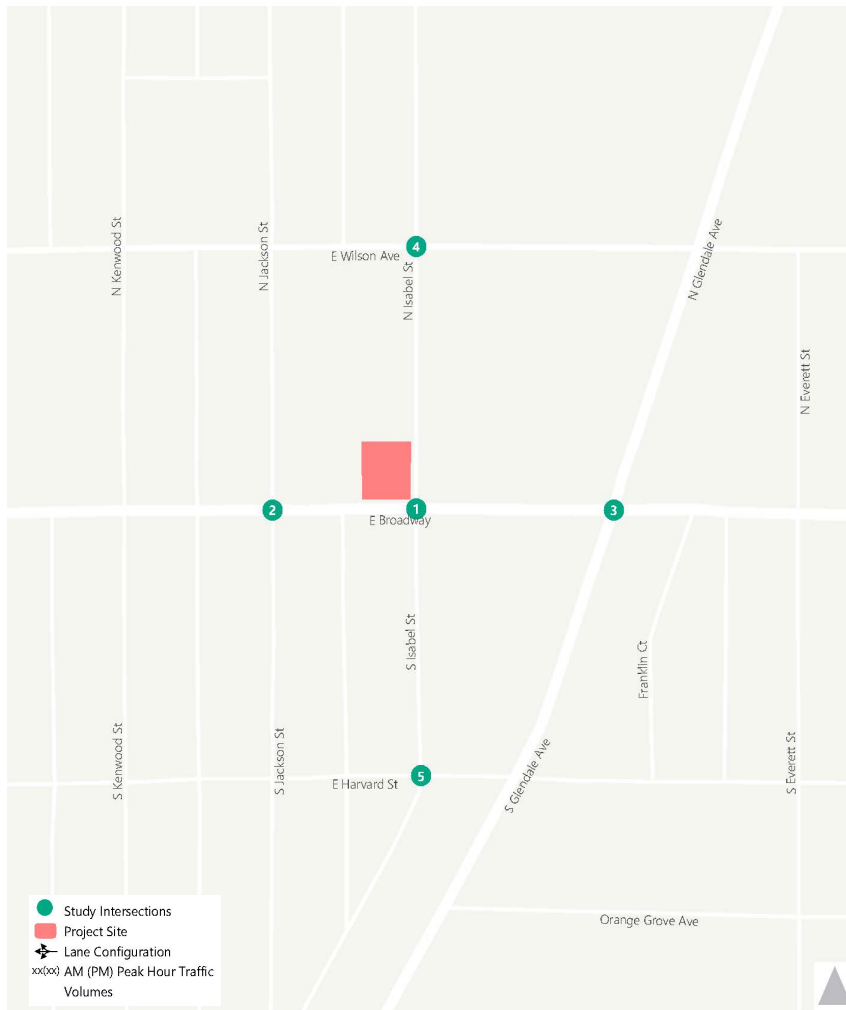 N Kenwood St
N Jackson St
E Wilson Ave
4
N Isabel St
N Glendale Ave
N Everett St
2
1
3
E Broadway
S Isabel St
Franklin Ct
S Kenwood St
S Jackson St
E Harvard St
5
S Glendale Ave
S Everett St
Orange Grove Ave
Study Intersections
Project Site
Lane Configuration
xx(xx) AM (PM) Peak Hour Traffic
Volumes